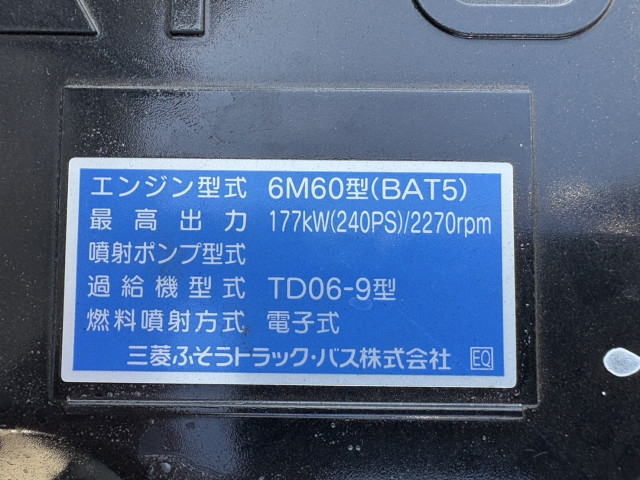 エンジン型式 6M60型(BAT5)
最高出力 177kW(240PS)/2270rpm
噴射ポンプ型式
過給機型式 TD06-9型
燃料噴射方式 電子式
三菱ふそうトラック・バス株式会社 EQ